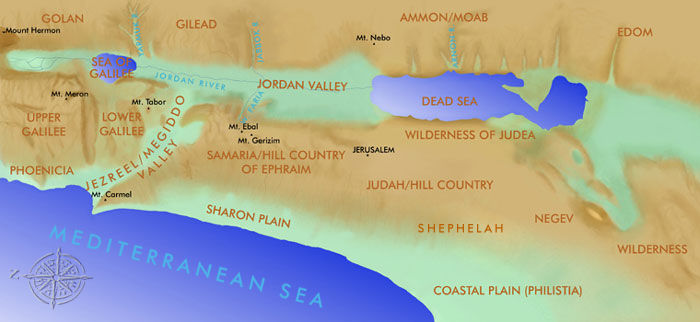 GOLAN
GILEAD
AMMON/MOAB
EDOM
Mount Hermon
Mt. Nebo
SEA OF
GALILEE
JORDAN RIVER
JORDAN VALLEY
DEAD SEA
Mt. Meron
Mt. Tabor
UPPER
GALILEE
LOWER
GALILEE
JEZREEL/MEGIDDO
VALLEY
Mt. Ebal
Mt. Gerizim
SAMARIA/HILL COUNTRY
OF EPHRAIM
JERUSALEM
WILDERNESS OF JUDEA
PHOENICIA
Mt. Carmel
JUDAH/HILL COUNTRY
SHARON PLAIN
SHEPHELAH
NEGEV
WILDERNESS
MEDITERRANEAN SEA
COASTAL PLAIN (PHILISTIA)